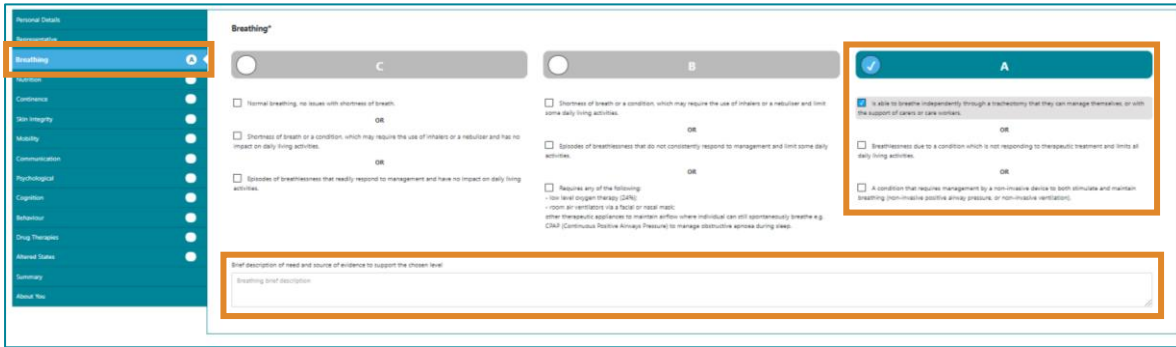 Personal Details
Representative
Breathing A
Nutrition
Continence
Skin Integrity
Mobility
Communication
Psychological
Cognition
Behaviour
Drug Therapies
Altered States
Summary
About You
Breathing*
C
Normal breathing, no issues with shortness of breath.
OR
Shortness of breath or a condition, which may require the use of inhalers or a nebuliser and has no
impact on daily living activities.
OR
Episodes of breathlessness that readily respond to management and have no impact on daily living
activities.
B
Shortness of breath or a condition, which may require the use of inhalers or a nebuliser and limit
some daily living activities.
OR
Episodes of breathlessness that do not consistently respond to management and limit some daily
activities.
OR
Requires any of the following:
- low level oxygen therapy (24%);
- room air ventilators via a facial or nasal mask;
other therapeutic appliances to maintain airflow where individual can still spontaneously breathe e.g.
CPAP (Continuous Positive Airways Pressure) to manage obstructive apnoea during sleep.
A
Is able to breathe independently through a tracheotomy that they can manage themselves, or with
the support of carers or care workers.
OR
Breathlessness due to a condition which is not responding to therapeutic treatment and limits all
daily living activities.
OR
A condition that requires management by a non-invasive device to both stimulate and maintain
breathing (non-invasive positive airway pressure, or non-invasive ventilation).
Brief description of need and source of evidence to support the chosen level
Breathing brief description